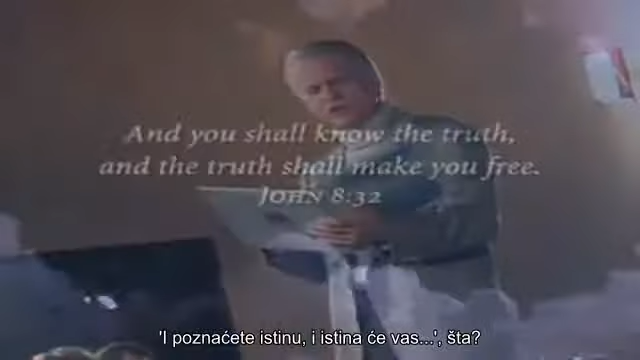 And you shall know the truth,
and the truth shall make you free.
JOHN 8:32
'I poznaćete istinu, i istina će vas...', šta?